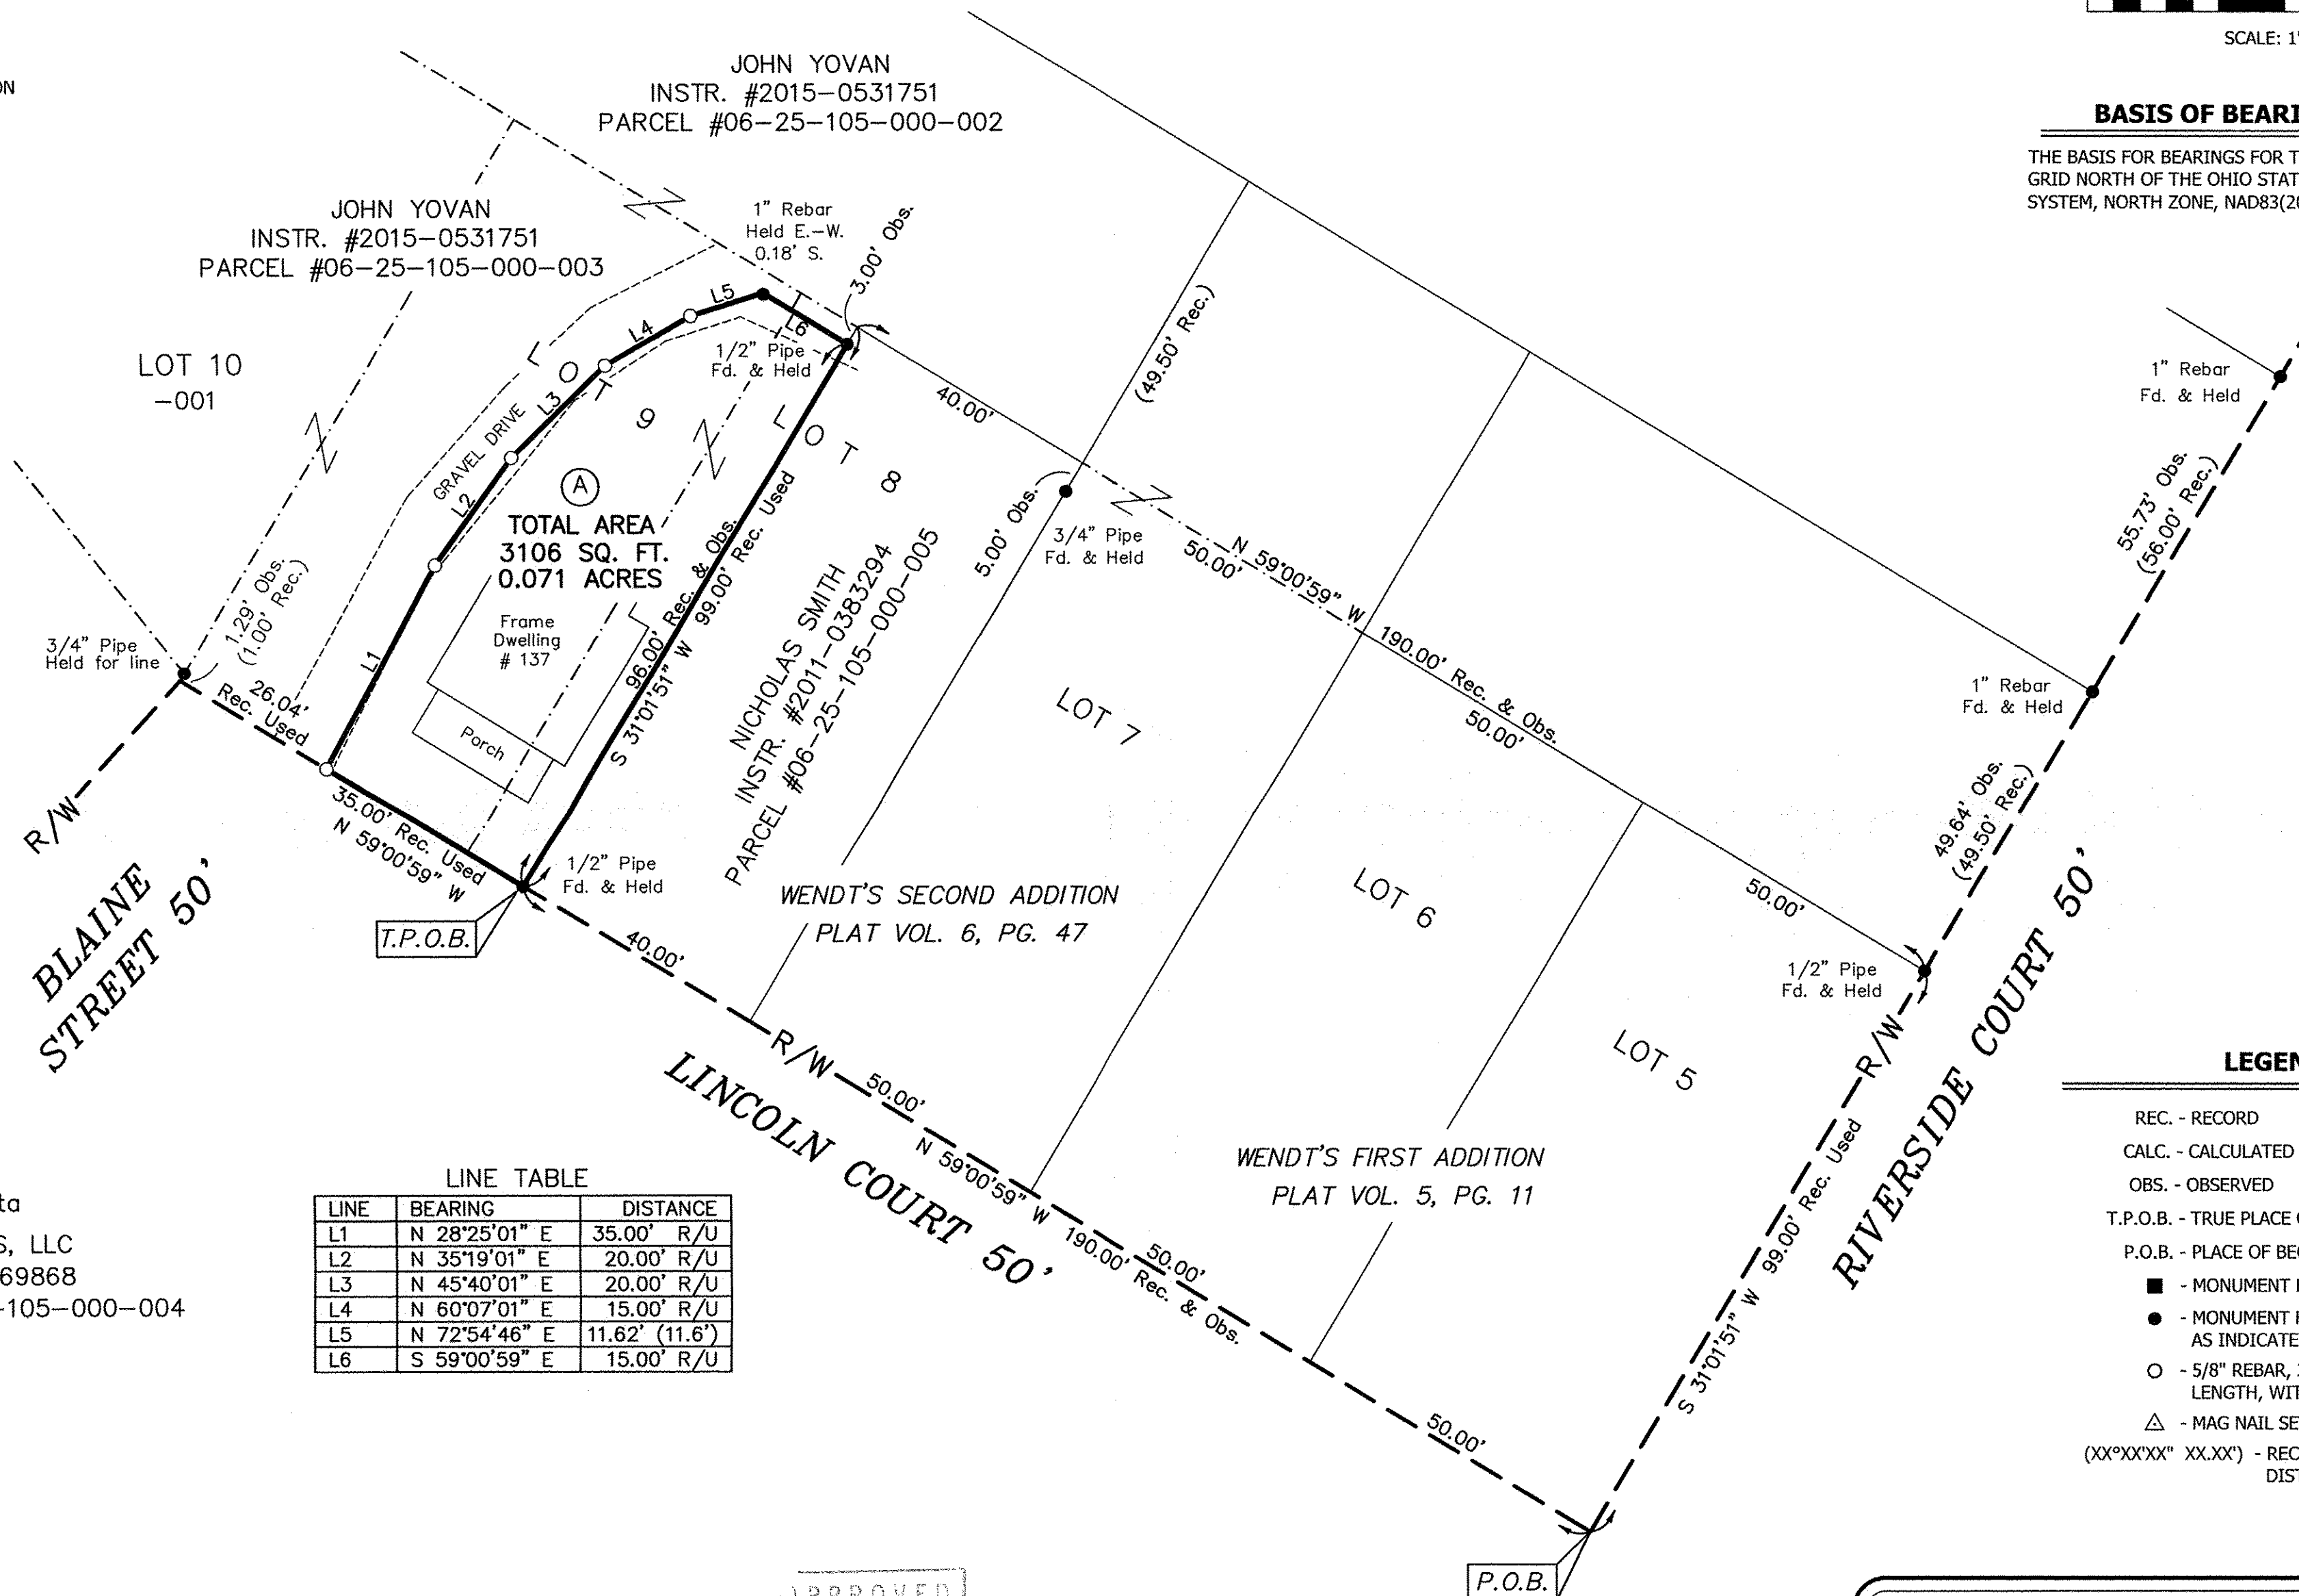 SCALE: 1"
ON
JOHN YOVAN
INSTR. #2015-0531751
PARCEL #06-25-105-000-002
BASIS OF BEARI
THE BASIS FOR BEARINGS FOR T
GRID NORTH OF THE OHIO STAT
SYSTEM, NORTH ZONE, NAD83(2
JOHN YOVAN
INSTR. #2015-0531751
PARCEL #06-25-105-000-003
1" Rebar
Held E.-W.
0.18' S.
3.00' Obs.
L5
L6
L4
L3
L2
L1
LOT 9
GRAVEL DRIVE
1/2" Pipe
Fd. & Held
LOT 10
-001
40.00'
(49.50' Rec.)
5.00' Obs.
3/4" Pipe
Fd. & Held
50.00'
N 59°00'59" W 190.00' Rec. & Obs.
50.00'
50.00'
1" Rebar
Fd. & Held
55.73' Obs.
(56.00' Rec.)
1" Rebar
Fd. & Held
49.64' Obs.
(49.50' Rec.)
1/2" Pipe
Fd. & Held
A
TOTAL AREA
3106 SQ. FT.
0.071 ACRES
Frame
Dwelling
# 137
Porch
LOT 8
96.00' Rec. & Obs.
S 31°01'51" W 99.00' Rec. Used
NICHOLAS SMITH
INSTR. #2011-0383294
PARCEL #06-25-105-000-005
3/4" Pipe
Held for line
1.29' Obs.
(1.00' Rec.)
26.04'
Rec. Used
35.00' Rec. Used
N 59°00'59" W
1/2" Pipe
Fd. & Held
T.P.O.B.
R/W
BLAINE
STREET 50'
LOT 7
LOT 6
LOT 5
WENDT'S SECOND ADDITION
PLAT VOL. 6, PG. 47
WENDT'S FIRST ADDITION
PLAT VOL. 5, PG. 11
40.00'
R/W
50.00'
N 59°00'59" W 190.00' Rec. & Obs.
50.00'
50.00'
LINCOLN COURT 50'
R/W
S 31°01'51" W 99.00' Rec. Used
RIVERSIDE COURT 50'
P.O.B.
ta
S, LLC
69868
-105-000-004
LINE TABLE
LINE BEARING DISTANCE
L1 N 28°25'01" E 35.00' R/U
L2 N 35°19'01" E 20.00' R/U
L3 N 45°40'01" E 20.00' R/U
L4 N 60°07'01" E 15.00' R/U
L5 N 72°54'46" E 11.62' (11.6')
L6 S 59°00'59" E 15.00' R/U
LEGEN
REC. - RECORD
CALC. - CALCULATED
OBS. - OBSERVED
T.P.O.B. - TRUE PLACE
P.O.B. - PLACE OF BE
- MONUMENT
- MONUMENT
AS INDICATE
- 5/8" REBAR,
LENGTH, WIT
- MAG NAIL SE
(XX°XX'XX" XX.XX') - REC
DIST
APPROVED